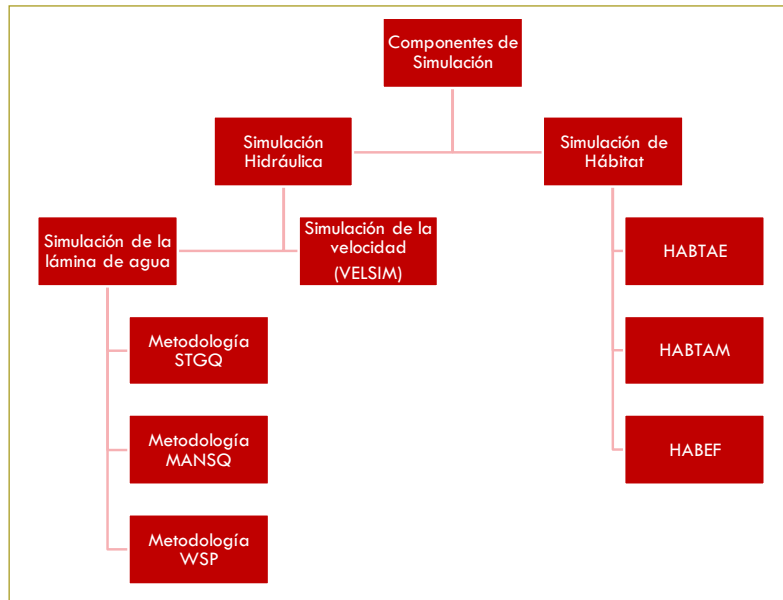 Componentes de
Simulación
Simulación
Hidráulica
Simulación de
Hábitat
Simulación de la
lámina de agua
Simulación de la
velocidad
(VELSIM)
HABTAE
Metodología
STGQ
HABTAM
Metodología
MANSQ
HABEF
Metodología
WSP